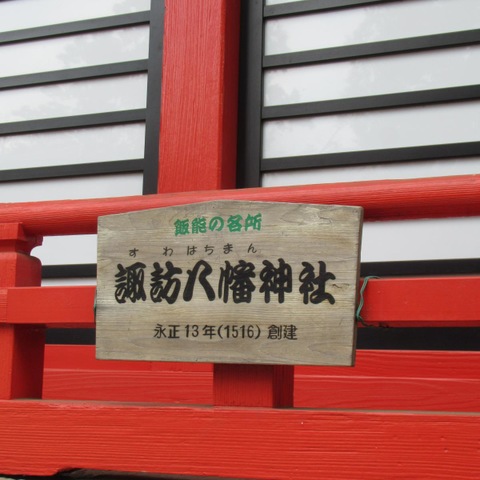 飯能の名所
すわはちまん
諏訪八幡神社
永正13年(1516) 創建